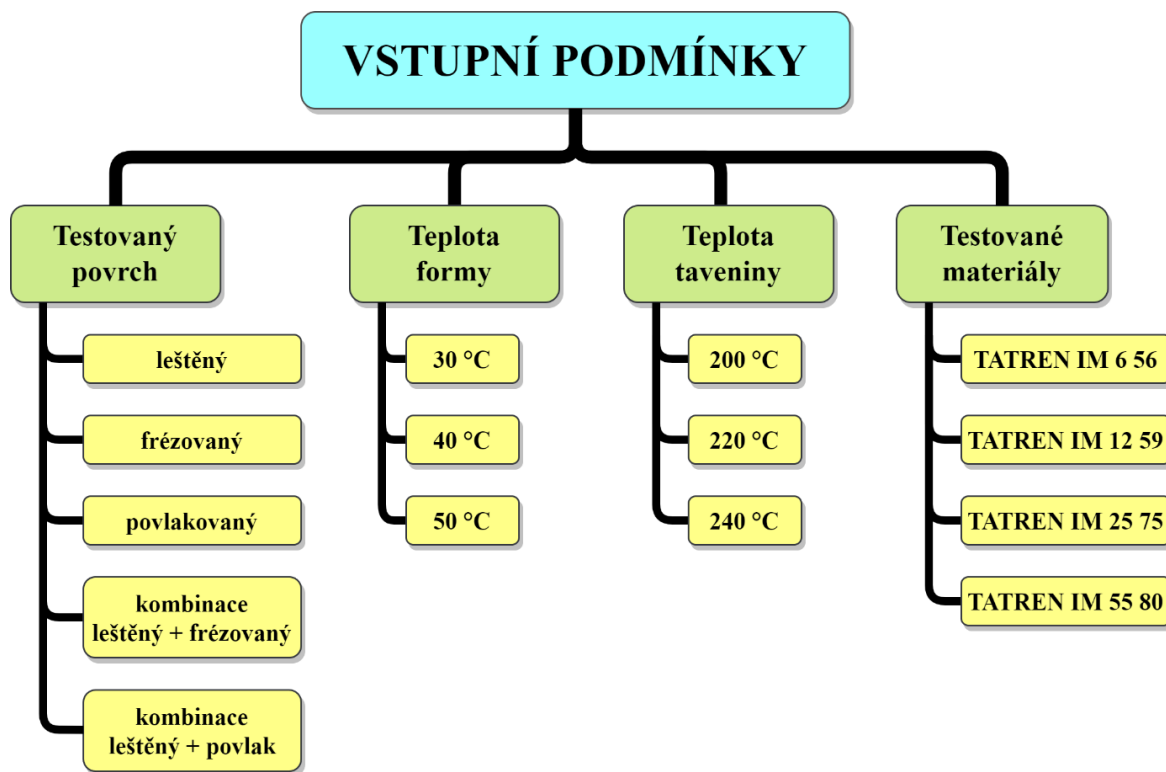 VSTUPNÍ PODMÍNKY
Testovaný
povrch
leštěný
frézovaný
povlakovaný
kombinace
leštěný + frézovaný
kombinace
leštěný + povlak
Teplota
formy
30 °C
40 °C
50 °C
Teplota
taveniny
200 °C
220 °C
240 °C
Testované
materiály
TATREN IM 6 56
TATREN IM 12 59
TATREN IM 25 75
TATREN IM 55 80